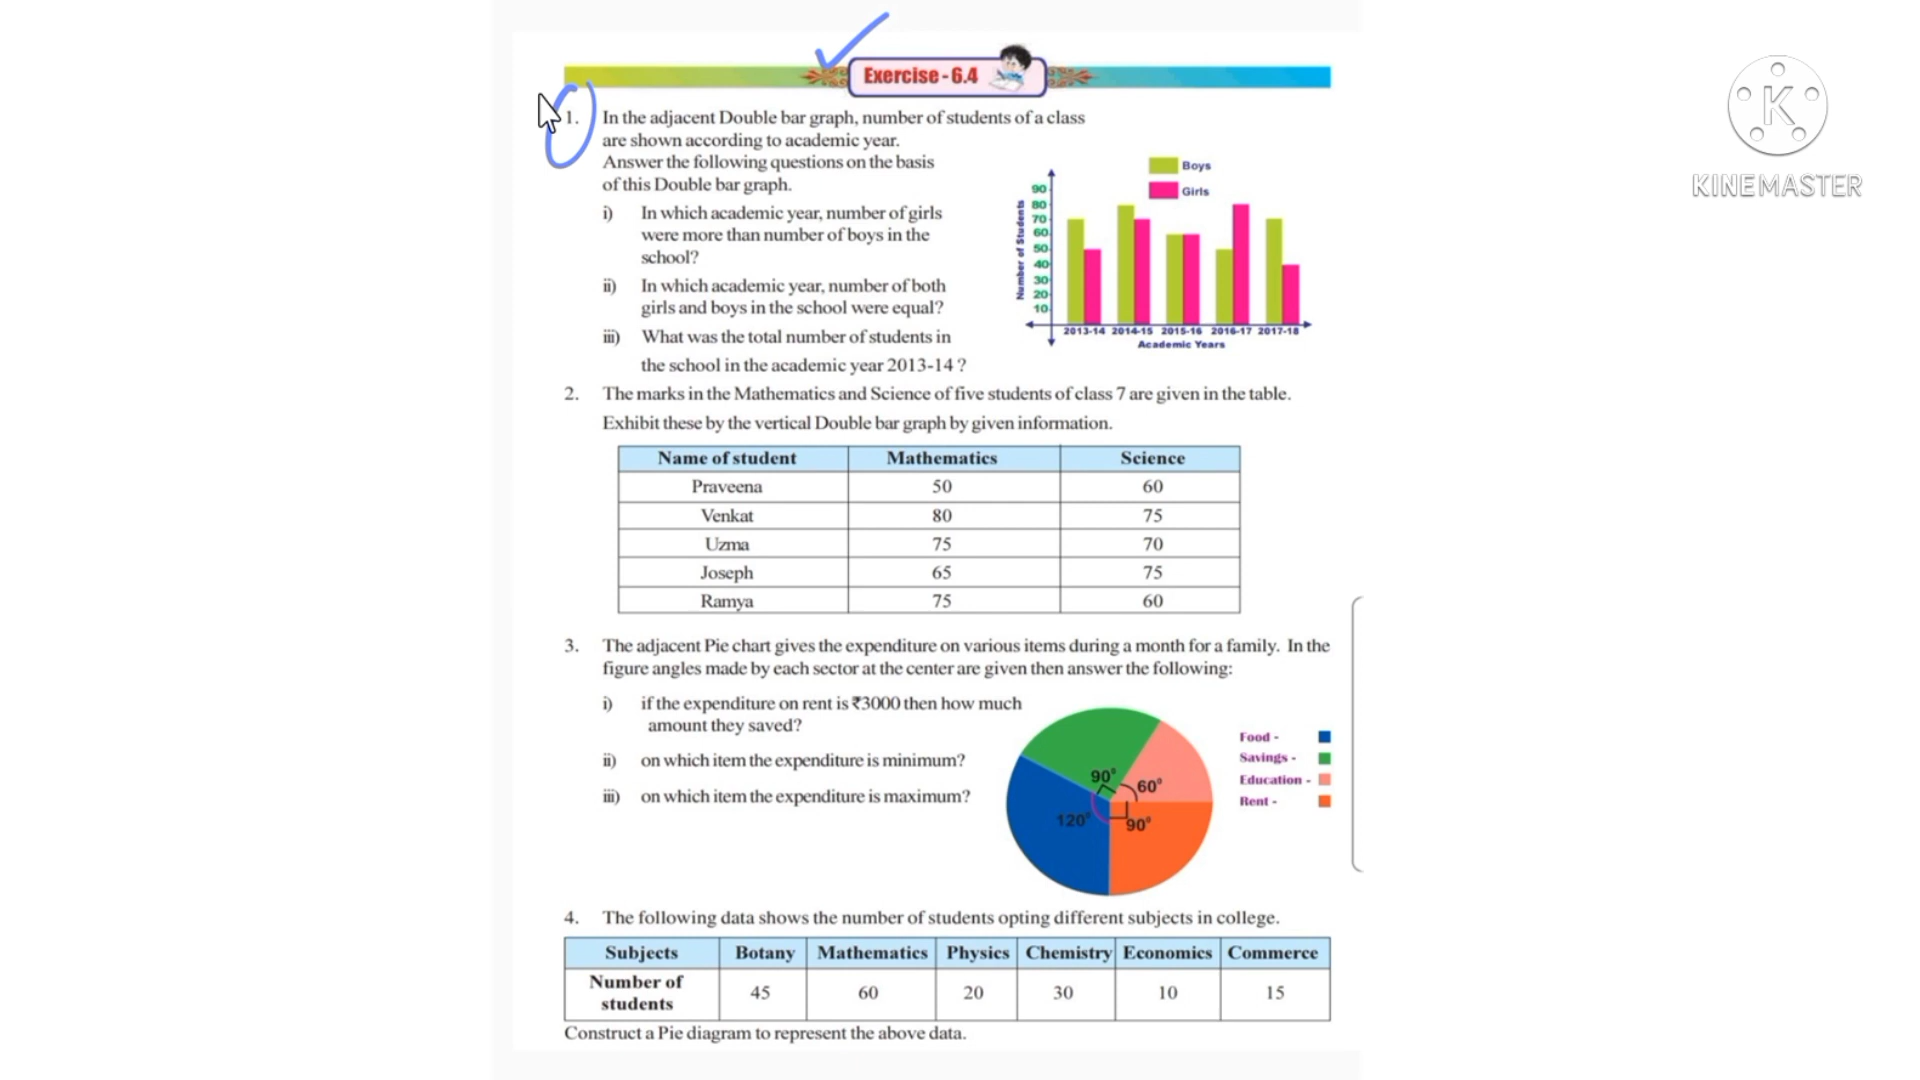 Exercise - 6.4
1. In the adjacent Double bar graph, number of students of a class
are shown according to academic year.
Answer the following questions on the basis
of this Double bar graph.
i) In which academic year, number of girls
were more than number of boys in the
school?
ii) In which academic year, number of both
girls and boys in the school were equal?
iii) What was the total number of students in
the school in the academic year 2013-14 ?
Boys
Girls
Number of Students
90
80
70
60
50
40
30
20
10
2013-14 2014-15 2015-16 2016-17 2017-18
Academic Years
2. The marks in the Mathematics and Science of five students of class 7 are given in the table.
Exhibit these by the vertical Double bar graph by given information.
Name of student Mathematics Science
Praveena 50 60
Venkat 80 75
Uzma 75 70
Joseph 65 75
Ramya 75 60
3. The adjacent Pie chart gives the expenditure on various items during a month for a family. In the
figure angles made by each sector at the center are given then answer the following:
i) if the expenditure on rent is ₹3000 then how much
amount they saved?
ii) on which item the expenditure is minimum?
iii) on which item the expenditure is maximum?
90°
60°
120°
90°
Food -
Savings -
Education -
Rent -
4. The following data shows the number of students opting different subjects in college.
Subjects Botany Mathematics Physics Chemistry Economics Commerce
Number of
students 45 60 20 30 10 15
Construct a Pie diagram to represent the above data.
K
KINEMASTER